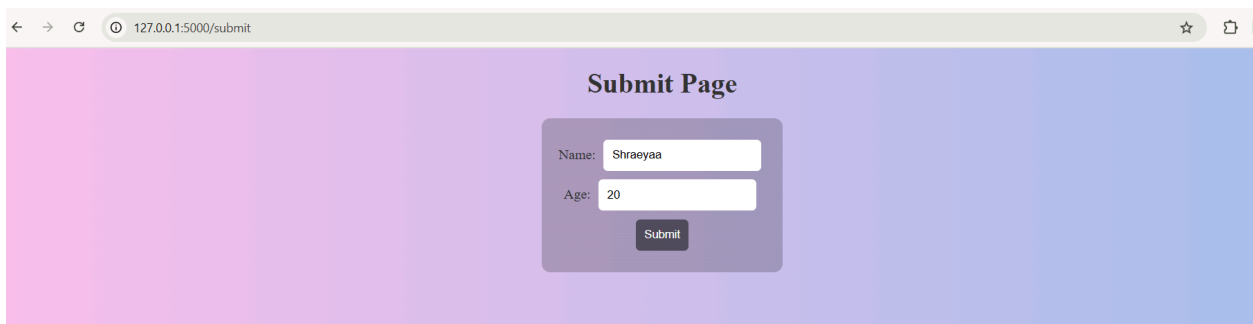 127.0.0.1:5000/submit
Submit Page
Name: Shraeyaa
Age: 20
Submit